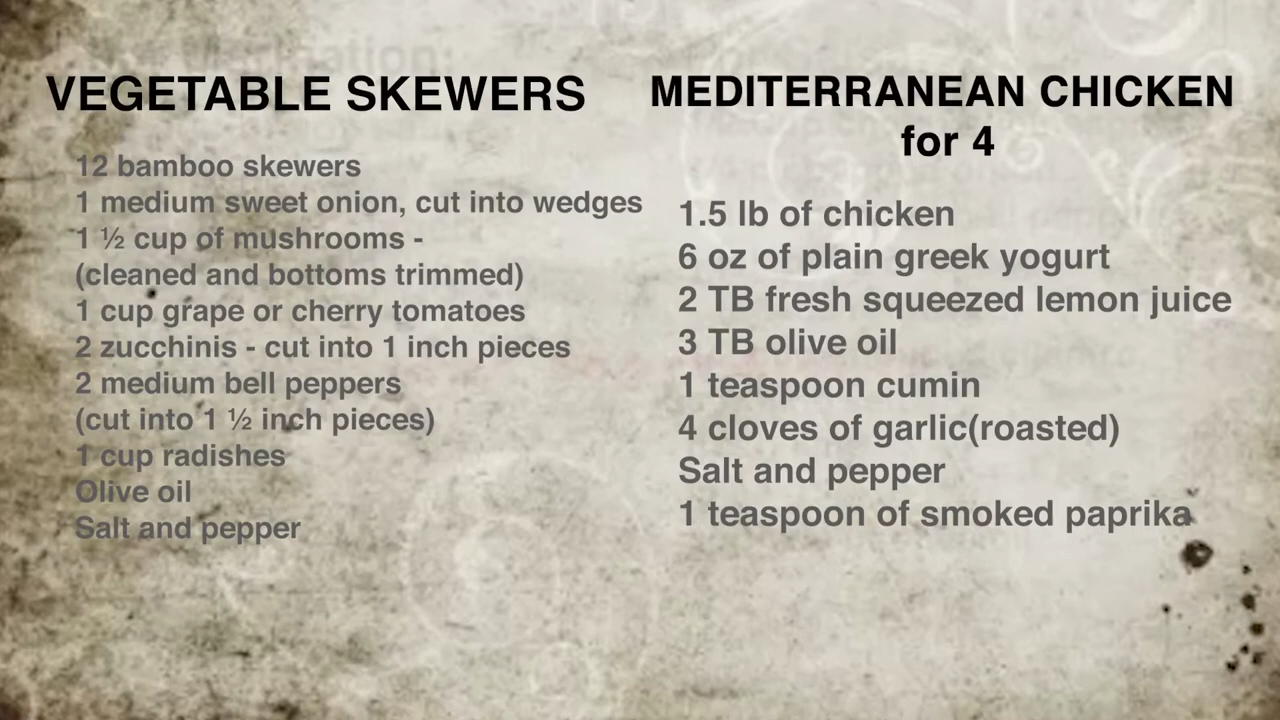 VEGETABLE SKEWERS
12 bamboo skewers
1 medium sweet onion, cut into wedges
1 ½ cup of mushrooms -
(cleaned and bottoms trimmed)
1 cup grape or cherry tomatoes
2 zucchinis - cut into 1 inch pieces
2 medium bell peppers
(cut into 1 ½ inch pieces)
1 cup radishes
Olive oil
Salt and pepper
MEDITERRANEAN CHICKEN
for 4
1.5 lb of chicken
6 oz of plain greek yogurt
2 TB fresh squeezed lemon juice
3 TB olive oil
1 teaspoon cumin
4 cloves of garlic(roasted)
Salt and pepper
1 teaspoon of smoked paprika